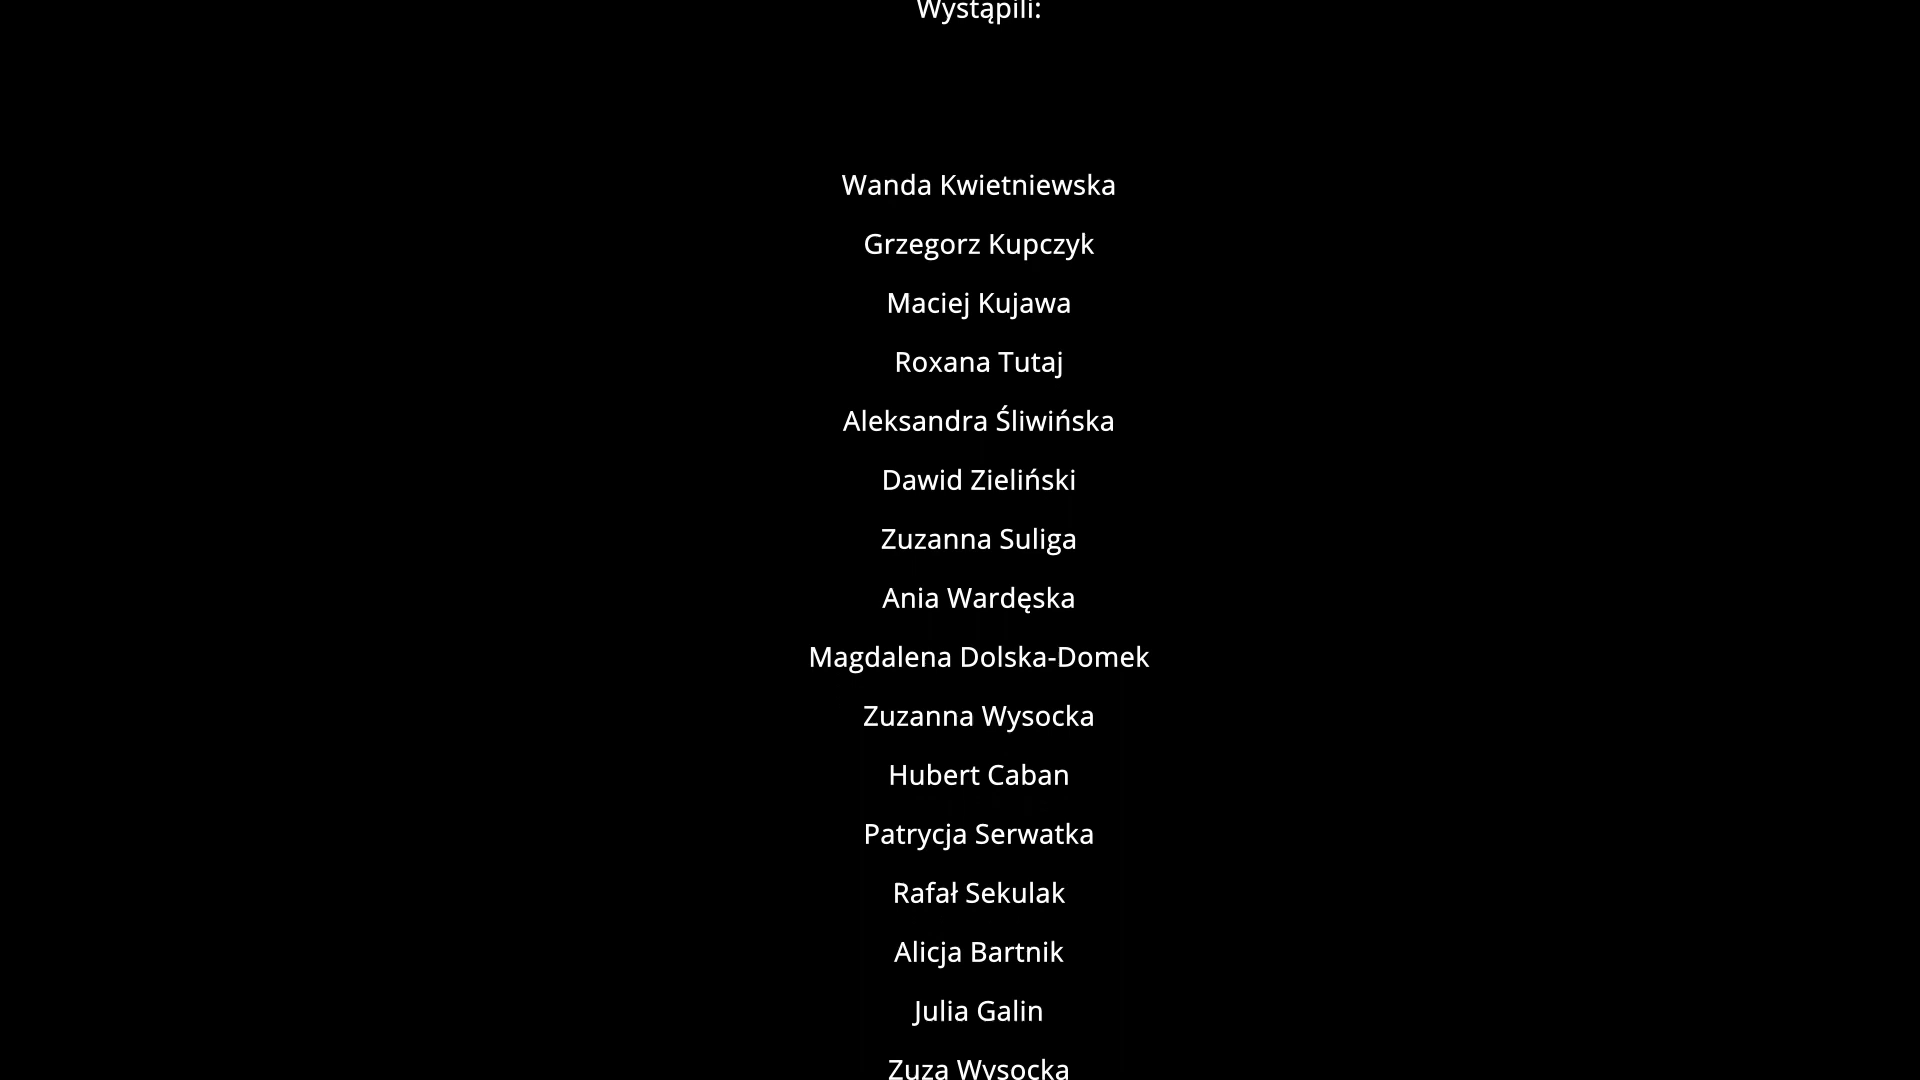 Wystąpili:
Wanda Kwietniewska
Grzegorz Kupczyk
Maciej Kujawa
Roxana Tutaj
Aleksandra Śliwińska
Dawid Zieliński
Zuzanna Suliga
Ania Wardęska
Magdalena Dolska-Domek
Zuzanna Wysocka
Hubert Caban
Patrycja Serwatka
Rafał Sekulak
Alicja Bartnik
Julia Galin
Zuza Wysocka